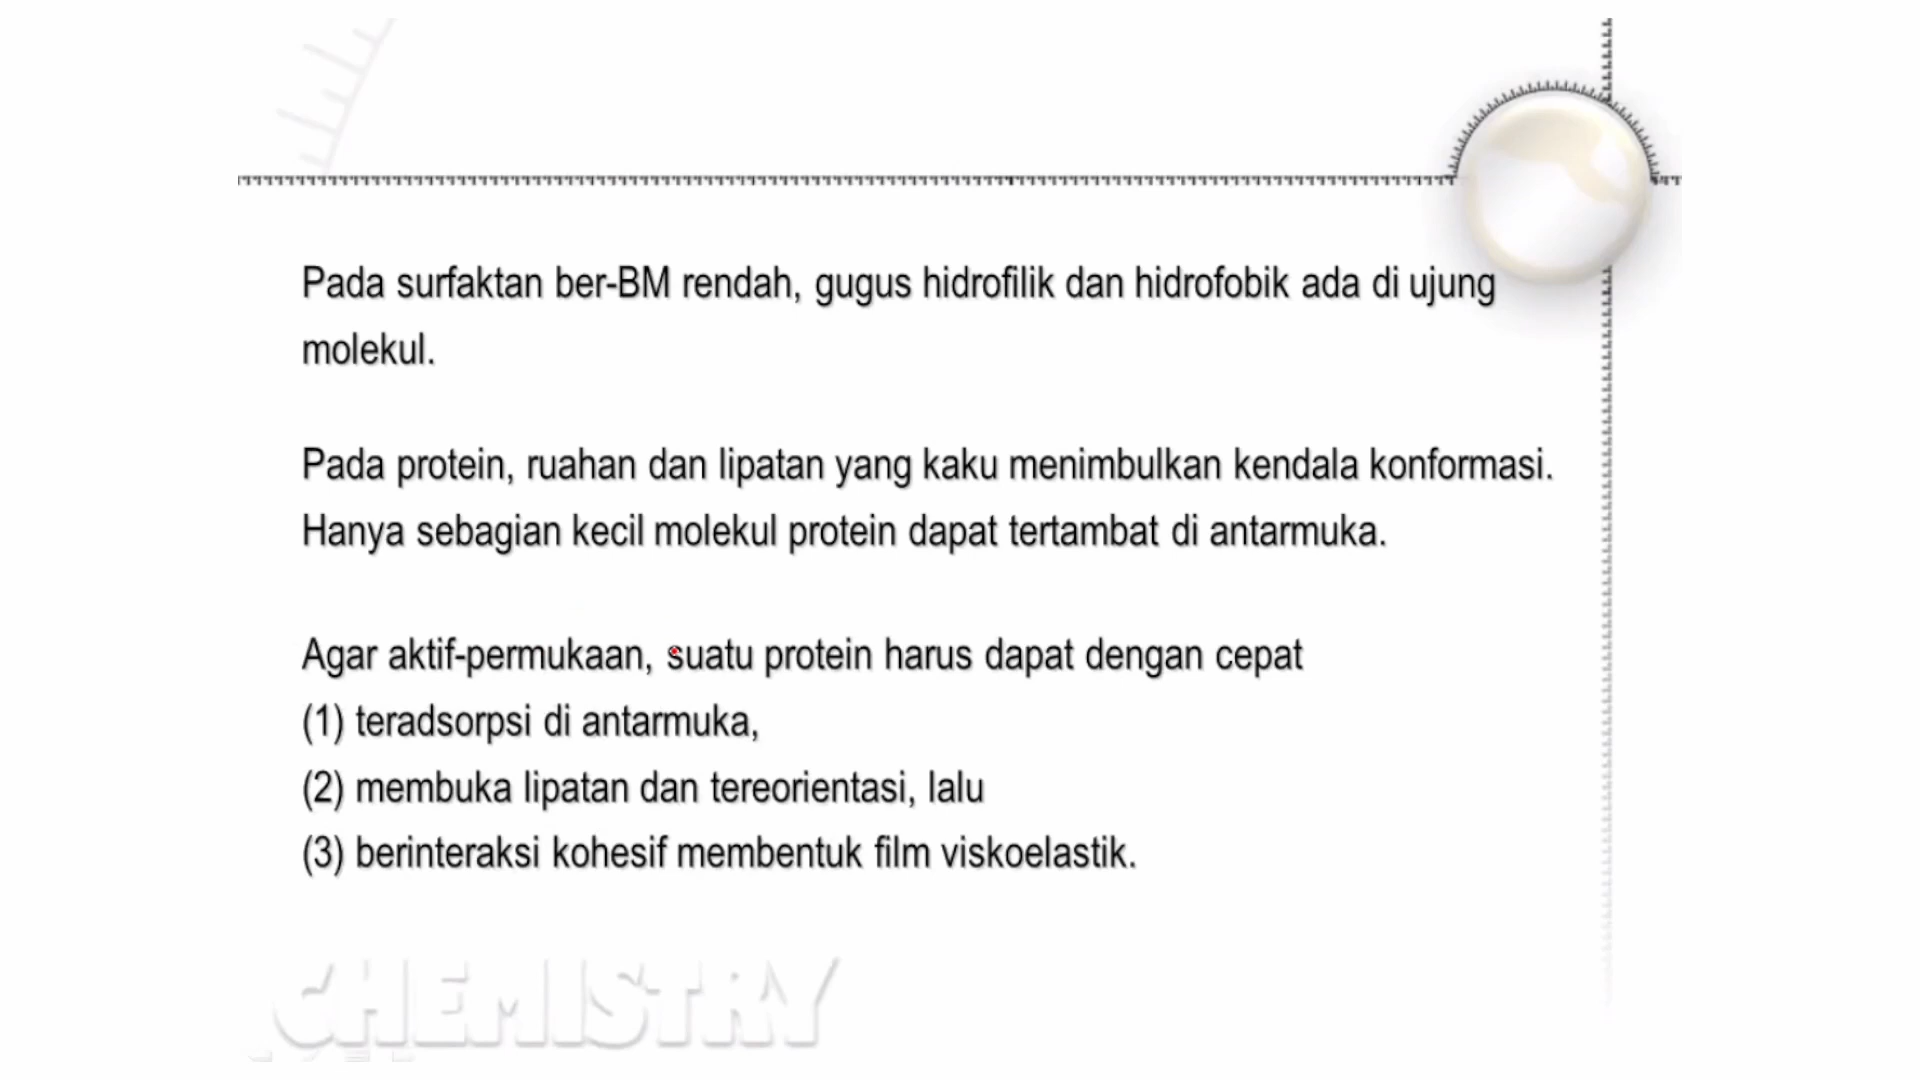 Pada surfaktan ber-BM rendah, gugus hidrofilik dan hidrofobik ada di ujung
molekul.
Pada protein, ruahan dan lipatan yang kaku menimbulkan kendala konformasi.
Hanya sebagian kecil molekul protein dapat tertambat di antarmuka.
Agar aktif-permukaan, suatu protein harus dapat dengan cepat
(1) teradsorpsi di antarmuka,
(2) membuka lipatan dan tereorientasi, lalu
(3) berinteraksi kohesif membentuk film viskoelastik.
CHEMISTRY